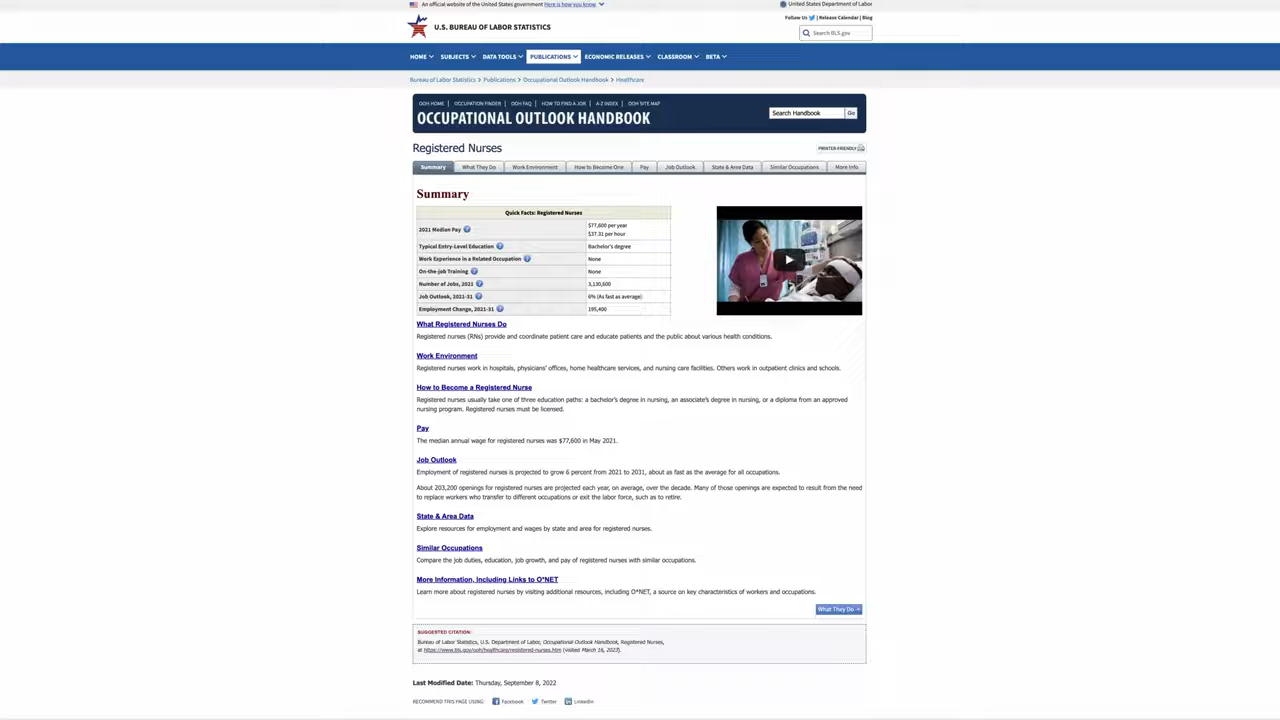 An official website of the United States government Here is how you know
United States Department of Labor
Follow Us | Release Calendar | Blog
U.S. BUREAU OF LABOR STATISTICS
Search BLS.gov
HOME SUBJECTS DATA TOOLS PUBLICATIONS ECONOMIC RELEASES CLASSROOM BETA
Bureau of Labor Statistics > Publications > Occupational Outlook Handbook > Healthcare
OOH HOME | OCCUPATION FINDER | OOH FAQ | HOW TO FIND A JOB | A-Z INDEX | OOH SITE MAP
OCCUPATIONAL OUTLOOK HANDBOOK
Search Handbook Go
Registered Nurses
PRINTER-FRIENDLY
Summary What They Do Work Environment How to Become One Pay Job Outlook State & Area Data Similar Occupations More Info
Summary
Quick Facts: Registered Nurses
2021 Median Pay $77,600 per year
$37.31 per hour
Typical Entry-Level Education Bachelor's degree
Work Experience in a Related Occupation None
On-the-job Training None
Number of Jobs, 2021 3,130,600
Job Outlook, 2021-31 6% (As fast as average)
Employment Change, 2021-31 195,400
What Registered Nurses Do
Registered nurses (RNs) provide and coordinate patient care and educate patients and the public about various health conditions.
Work Environment
Registered nurses work in hospitals, physicians' offices, home healthcare services, and nursing care facilities. Others work in outpatient clinics and schools.
How to Become a Registered Nurse
Registered nurses usually take one of three education paths: a bachelor's degree in nursing, an associate's degree in nursing, or a diploma from an approved
nursing program. Registered nurses must be licensed.
Pay
The median annual wage for registered nurses was $77,600 in May 2021.
Job Outlook
Employment of registered nurses is projected to grow 6 percent from 2021 to 2031, about as fast as the average for all occupations.
About 203,200 openings for registered nurses are projected each year, on average, over the decade. Many of those openings are expected to result from the need
to replace workers who transfer to different occupations or exit the labor force, such as to retire.
State & Area Data
Explore resources for employment and wages by state and area for registered nurses.
Similar Occupations
Compare the job duties, education, job growth, and pay of registered nurses with similar occupations.
More Information, Including Links to O*NET
Learn more about registered nurses by visiting additional resources, including O*NET, a source on key characteristics of workers and occupations.
What They Do →
SUGGESTED CITATION:
Bureau of Labor Statistics, U.S. Department of Labor, Occupational Outlook Handbook, Registered Nurses,
at https://www.bls.gov/ooh/healthcare/registered-nurses.htm (visited March 16, 2023).
Last Modified Date: Thursday, September 8, 2022
RECOMMEND THIS PAGE USING: Facebook Twitter LinkedIn